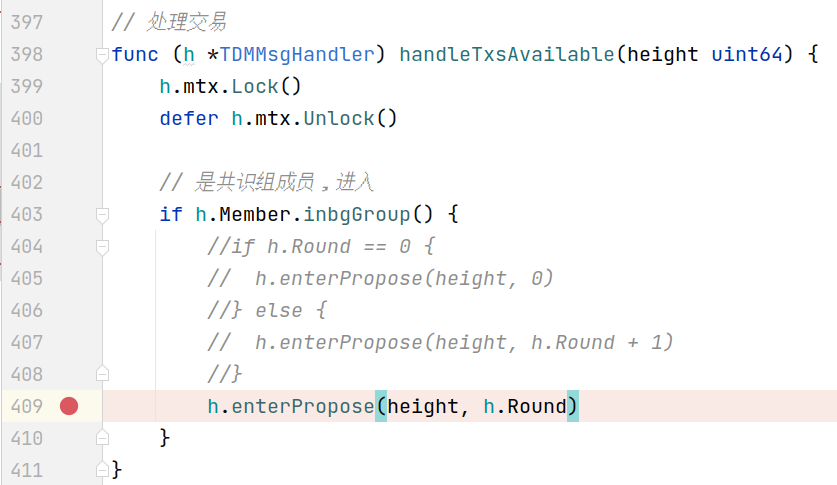 397 // 处理交易
398 func (h *TDMMsgHandler) handleTxsAvailable(height uint64) {
399 h.mtx.Lock()
400 defer h.mtx.Unlock()
401
402 // 是共识组成员，进入
403 if h.Member.inbgGroup() {
404 //if h.Round == 0 {
405 //  h.enterPropose(height, 0)
406 //} else {
407 //  h.enterPropose(height, h.Round + 1)
408 //}
409 h.enterPropose(height, h.Round)
410 }
411 }